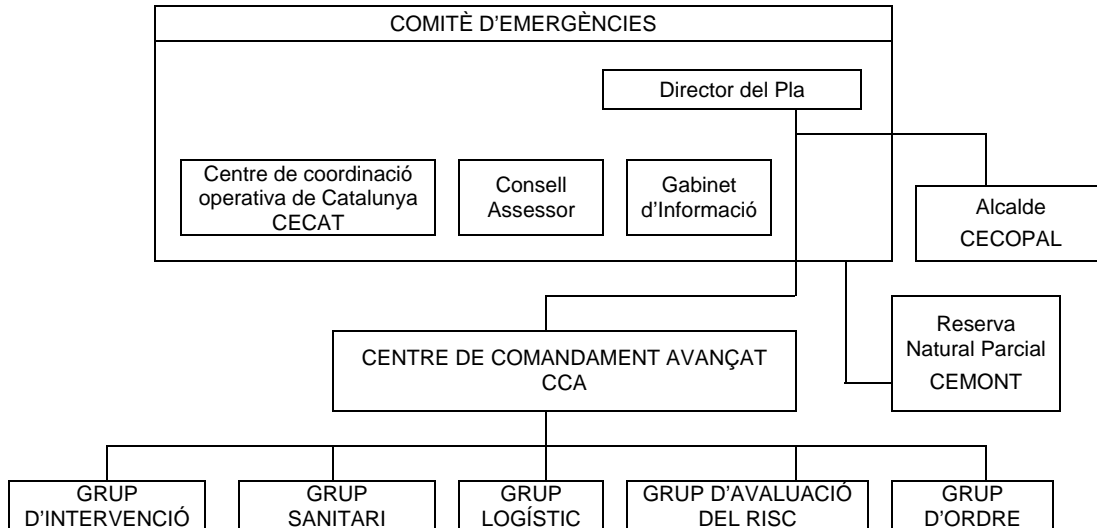 COMITÈ D’EMERGÈNCIES
Director del Pla
Centre de coordinació
operativa de Catalunya
CECAT
Consell
Assessor
Gabinet
d’Informació
Alcalde
CECOPAL
Reserva
Natural Parcial
CEMONT
CENTRE DE COMANDAMENT AVANÇAT
CCA
GRUP
D’INTERVENCIÓ
GRUP
SANITARI
GRUP
LOGÍSTIC
GRUP D’AVALUACIÓ
DEL RISC
GRUP
D’ORDRE